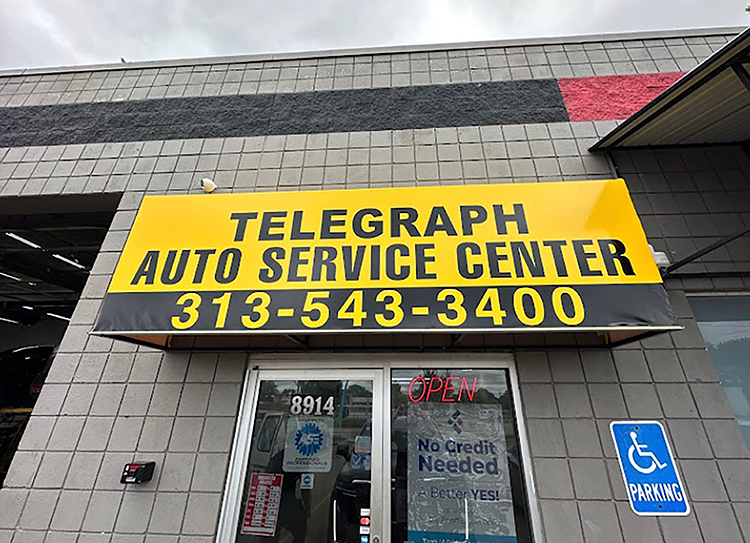 TELEGRAPH
AUTO SERVICE CENTER
313-543-3400
OPEN
8914
No Credit
Needed
A Better YES!
PARKING